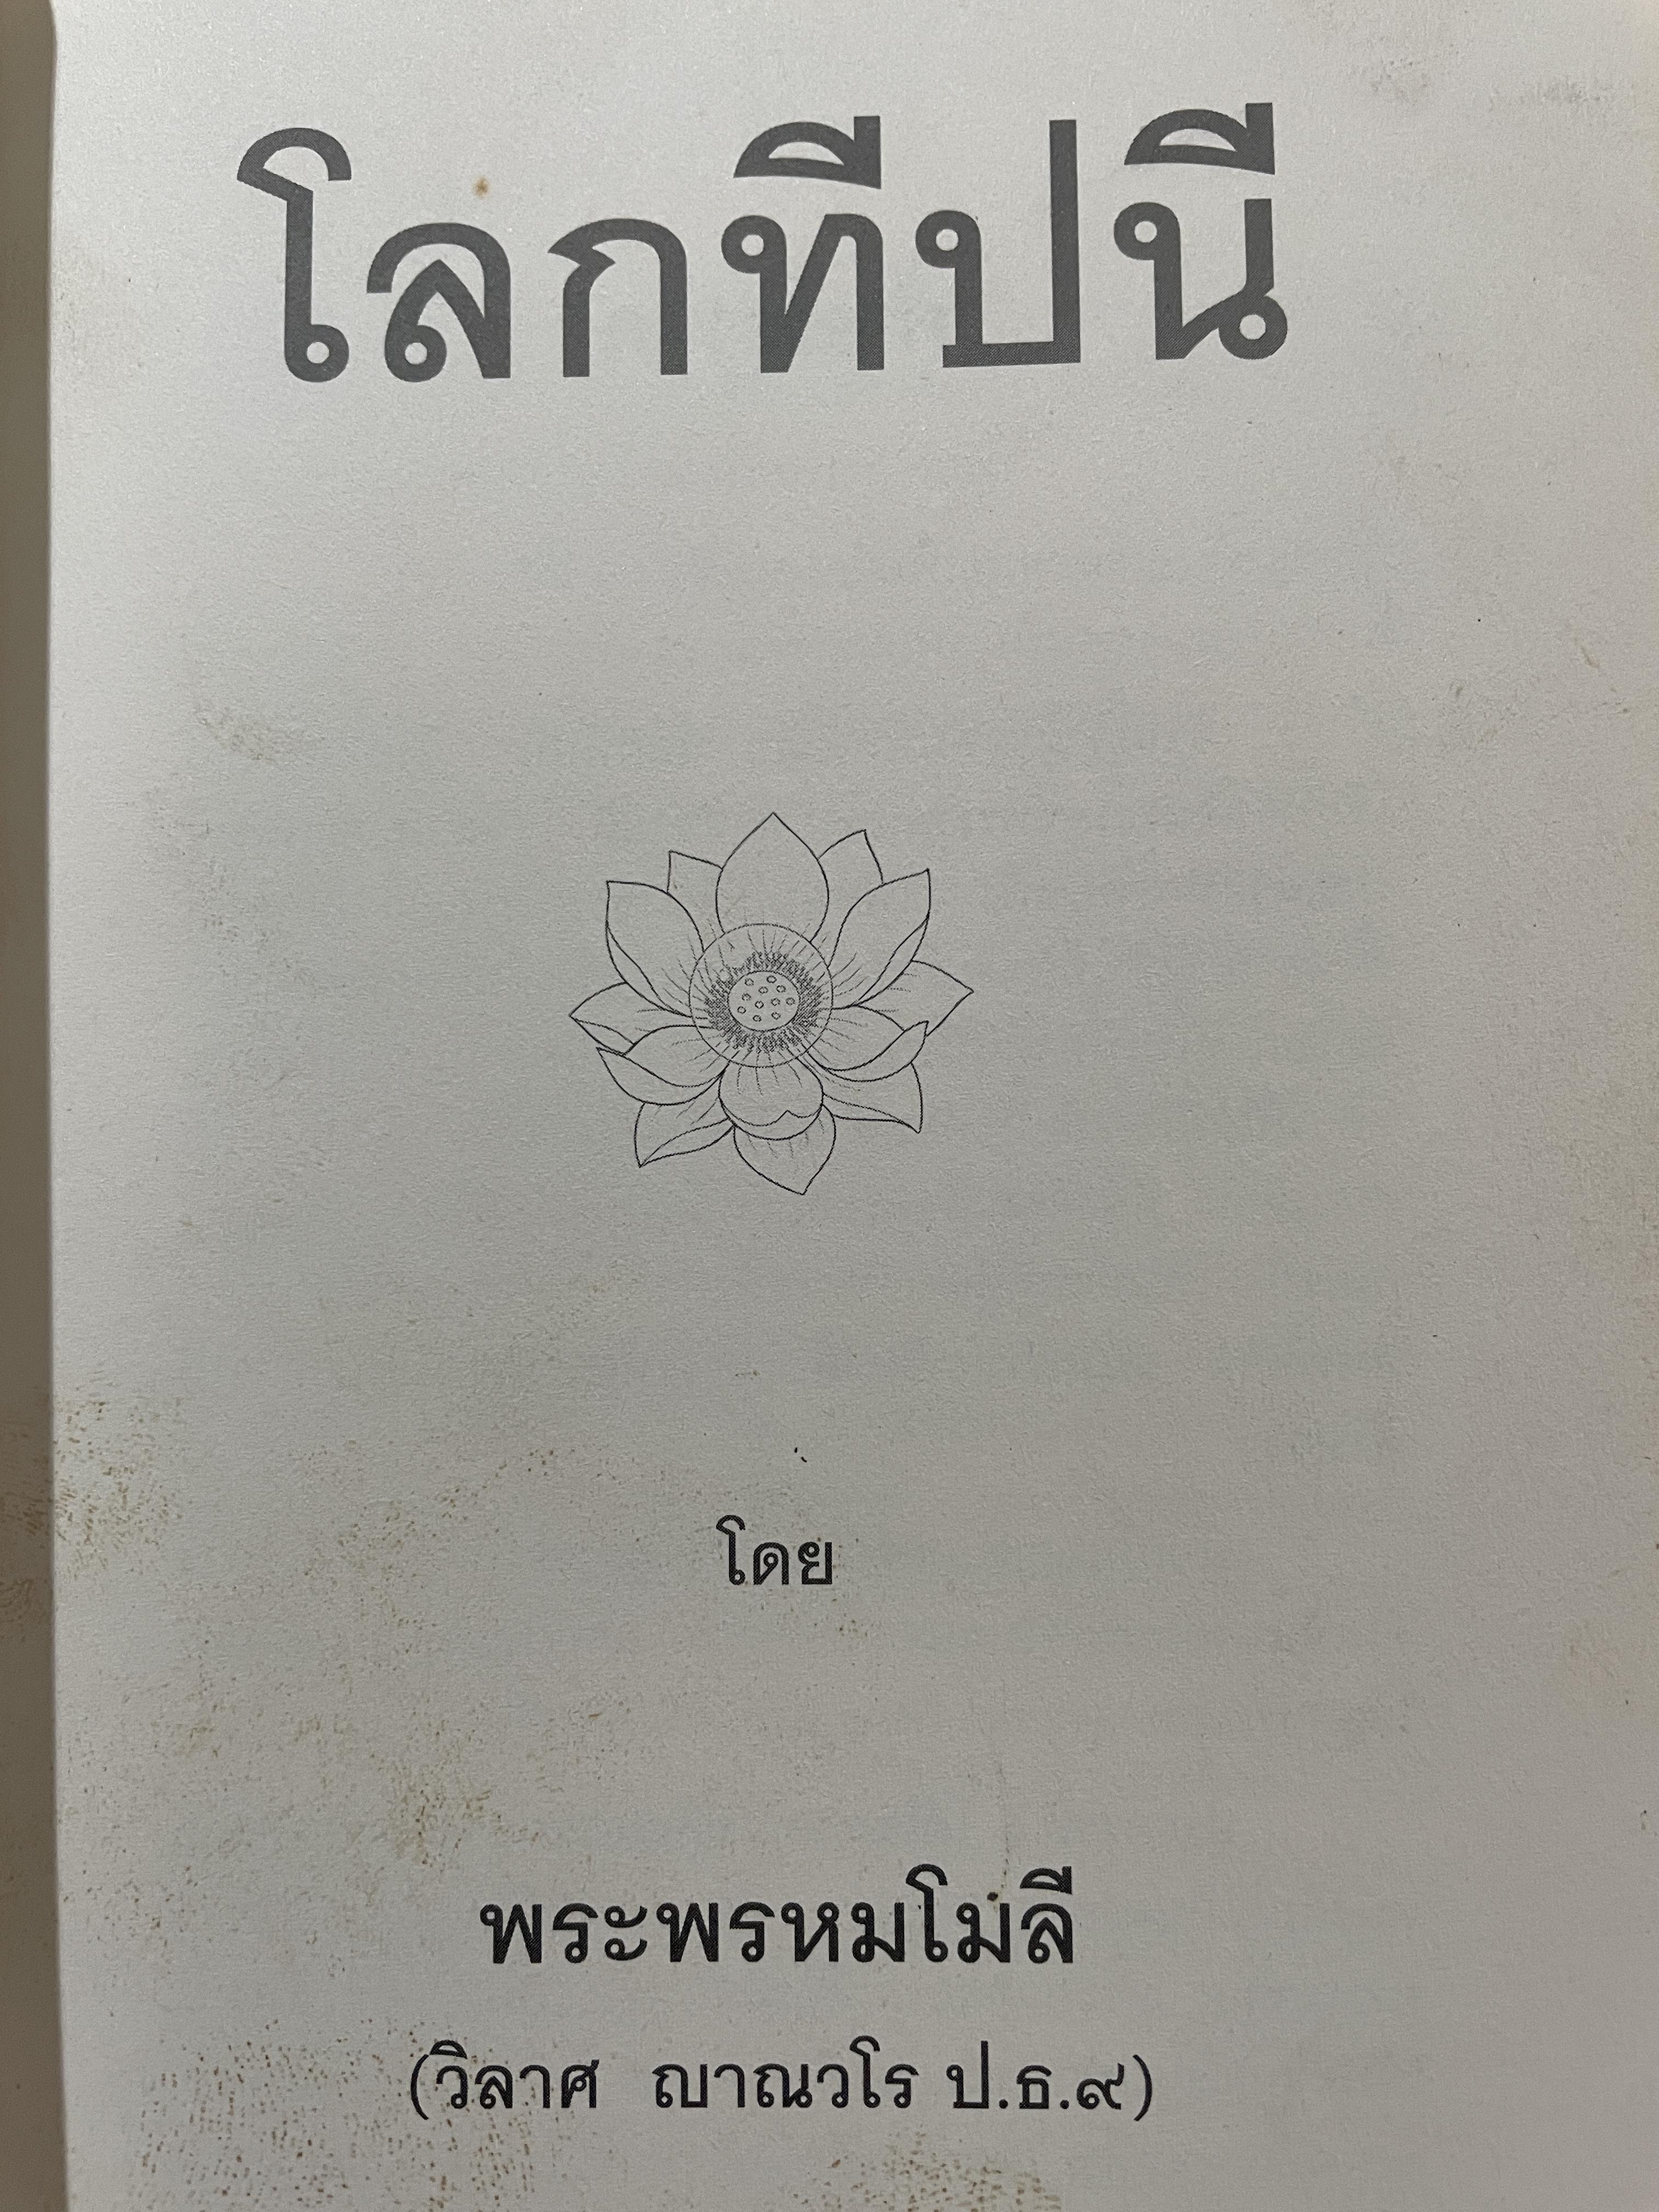 โลกทีปนี
โดย
พระพรหมโมลี
(วิลาศ ญาณวโร ป.ธ.๙)